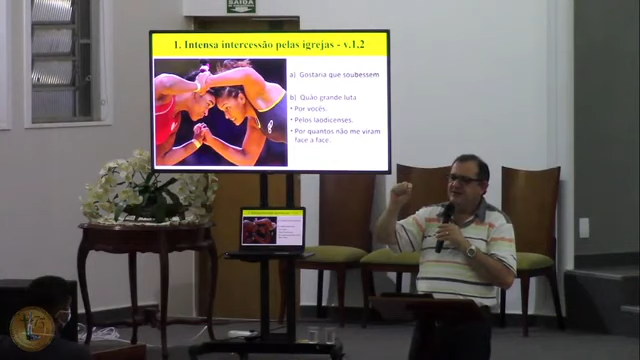 SAÍDA
1. Intensa intercessão pelas igrejas - v.1.2
a) Gostaria que soubessem
b) Quão grande luta
• Por vocês.
• Pelos laodicenses.
• Por quantos não me viram
face a face.